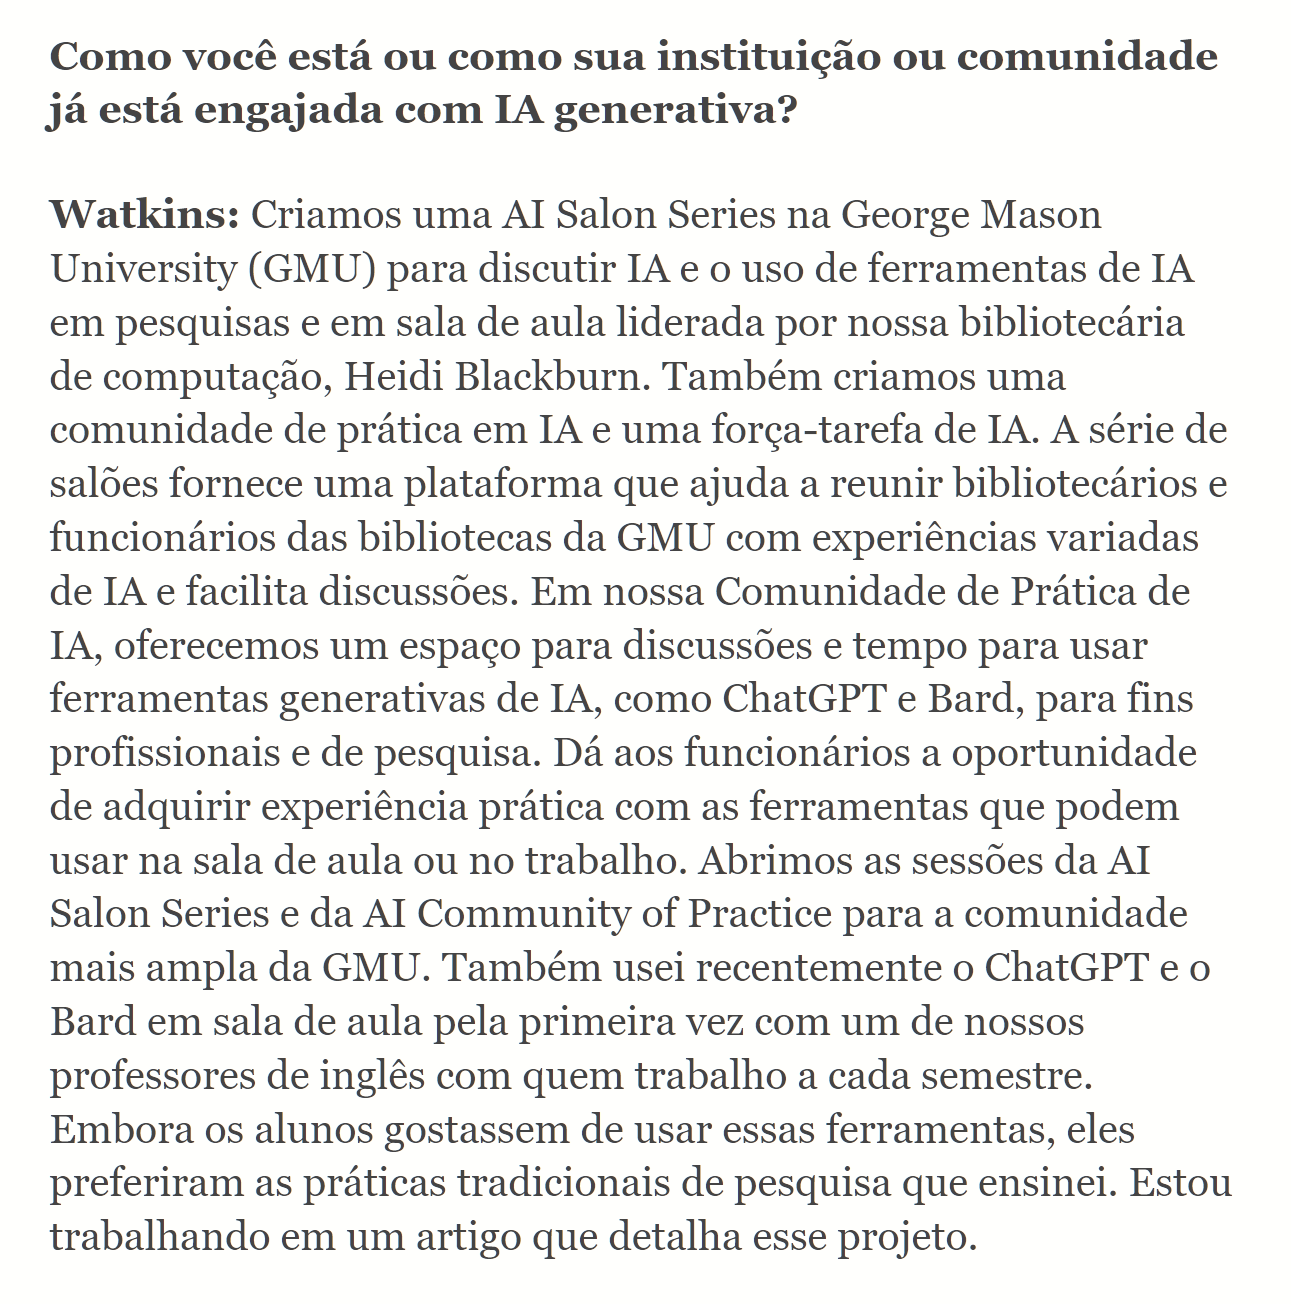 Como você está ou como sua instituição ou comunidade
já está engajada com IA generativa?
Watkins: Criamos uma AI Salon Series na George Mason
University (GMU) para discutir IA e o uso de ferramentas de IA
em pesquisas e em sala de aula liderada por nossa bibliotecária
de computação, Heidi Blackburn. Também criamos uma
comunidade de prática em IA e uma força-tarefa de IA. A série de
salões fornece uma plataforma que ajuda a reunir bibliotecários e
funcionários das bibliotecas da GMU com experiências variadas
de IA e facilita discussões. Em nossa Comunidade de Prática de
IA, oferecemos um espaço para discussões e tempo para usar
ferramentas generativas de IA, como ChatGPT e Bard, para fins
profissionais e de pesquisa. Dá aos funcionários a oportunidade
de adquirir experiência prática com as ferramentas que podem
usar na sala de aula ou no trabalho. Abrimos as sessões da AI
Salon Series e da AI Community of Practice para a comunidade
mais ampla da GMU. Também usei recentemente o ChatGPT e o
Bard em sala de aula pela primeira vez com um de nossos
professores de inglês com quem trabalho a cada semestre.
Embora os alunos gostassem de usar essas ferramentas, eles
preferiram as práticas tradicionais de pesquisa que ensinei. Estou
trabalhando em um artigo que detalha esse projeto.